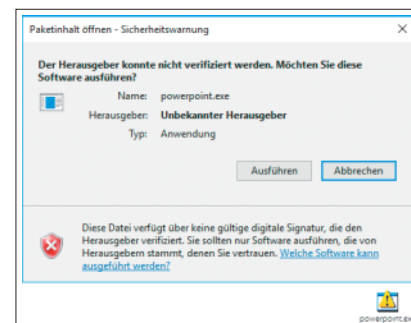 Paketinhalt öffnen - Sicherheitswarnung
Der Herausgeber konnte nicht verifiziert werden. Möchten Sie diese
Software ausführen?
Name: powerpoint.exe
Herausgeber: Unbekannter Herausgeber
Typ: Anwendung
Ausführen Abbrechen
Diese Datei verfügt über keine gültige digitale Signatur, die den
Herausgeber verifiziert. Sie sollten nur Software ausführen, die von
Herausgebern stammt, denen Sie vertrauen. Welche Software kann
ausgeführt werden?
powerpoint.ex